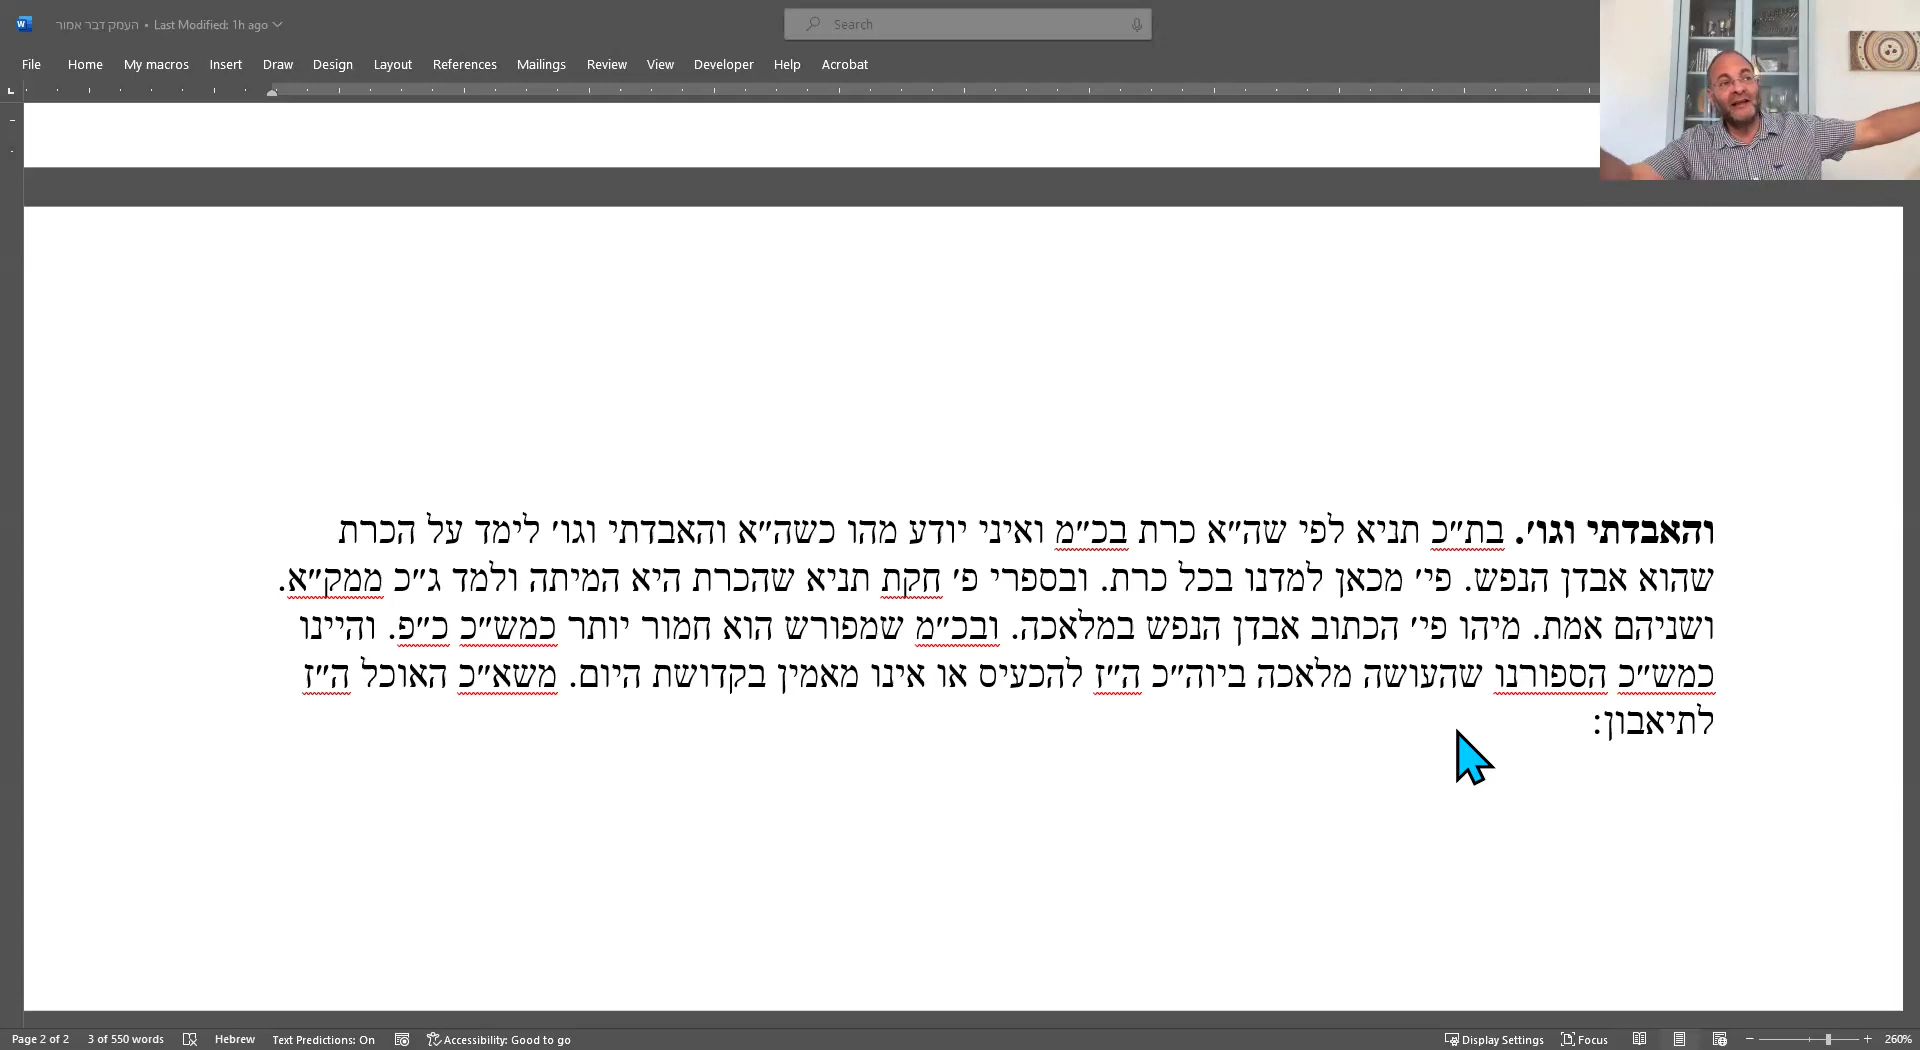 העמק דבר אמור • Last Modified: 1h ago
Search
File Home My macros Insert Draw Design Layout References Mailings Review View Developer Help Acrobat
והאבדתי וגו׳. בת״כ תניא לפי שה״א כרת בכ״מ ואיני יודע מהו כשה״א והאבדתי וגו׳ לימד על הכרת
שהוא אבדן הנפש. פי׳ מכאן למדנו בכל כרת. ובספרי פ׳ חקת תניא שהכרת היא המיתה ולמד ג״כ ממק״א.
ושניהם אמת. מיהו פי׳ הכתוב אבדן הנפש במלאכה. ובכ״מ שמפורש הוא חמור יותר כמש״כ כ״פ. והיינו
כמש״כ הספורנו שהעושה מלאכה ביוה״כ ה״ז להכעיס או אינו מאמין בקדושת היום. משא״כ האוכל ה״ז
לתיאבון:
Page 2 of 2 3 of 550 words Hebrew Text Predictions: On Accessibility: Good to go Display Settings Focus 260%